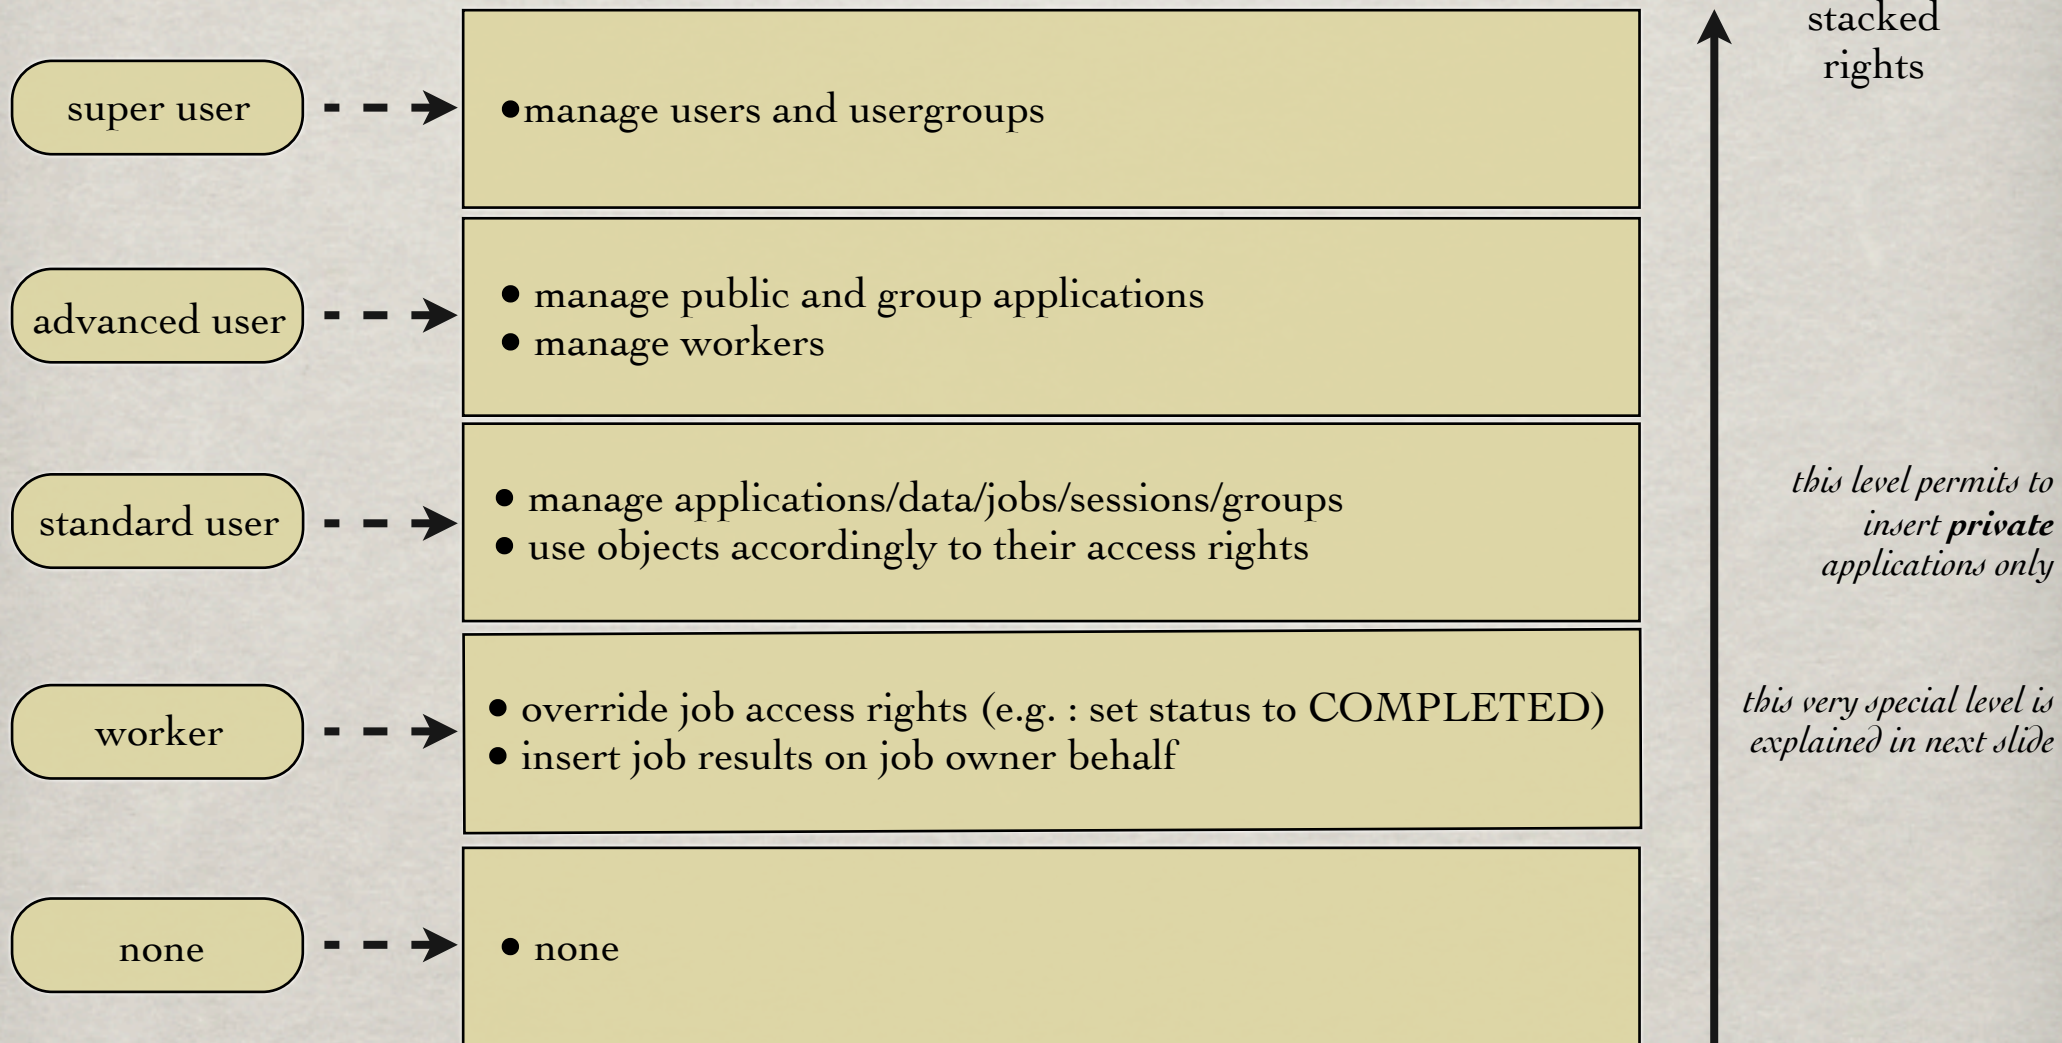 stacked
rights
super user
•manage users and usergroups
advanced user
• manage public and group applications
• manage workers
standard user
• manage applications/data/jobs/sessions/groups
• use objects accordingly to their access rights
this level permits to
insert private
applications only
worker
• override job access rights (e.g. : set status to COMPLETED)
• insert job results on job owner behalf
this very special level is
explained in next slide
none
• none